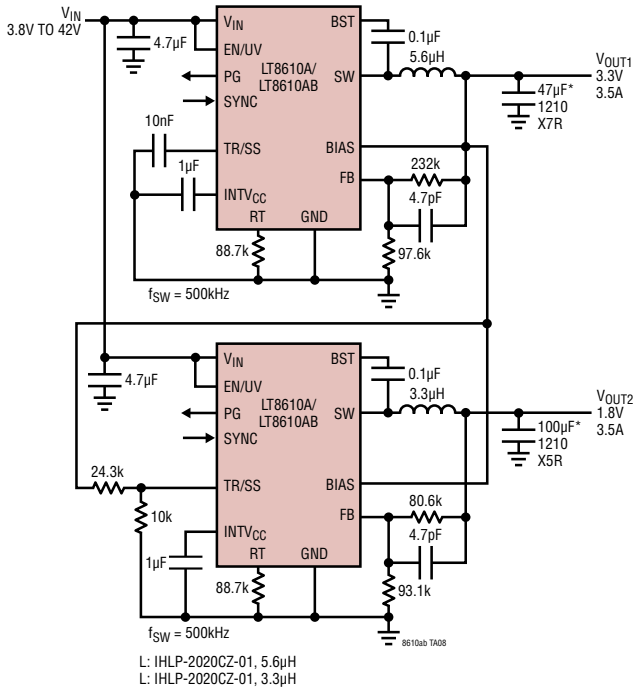 VIN
3.8V TO 42V
4.7µF
VIN
EN/UV
PG
SYNC
TR/SS
INTVCC
RT
GND
LT8610A/
LT8610AB
BST
SW
BIAS
FB
0.1µF
5.6µH
VOUT1
3.3V
3.5A
47µF*
1210
X7R
10nF
1µF
232k
4.7pF
88.7k
97.6k
fSW = 500kHz
4.7µF
VIN
EN/UV
PG
SYNC
TR/SS
INTVCC
RT
GND
LT8610A/
LT8610AB
BST
SW
BIAS
FB
0.1µF
3.3µH
VOUT2
1.8V
3.5A
100µF*
1210
X5R
24.3k
10k
1µF
80.6k
4.7pF
88.7k
93.1k
fSW = 500kHz
8610ab TA08
L: IHLP-2020CZ-01, 5.6µH
L: IHLP-2020CZ-01, 3.3µH